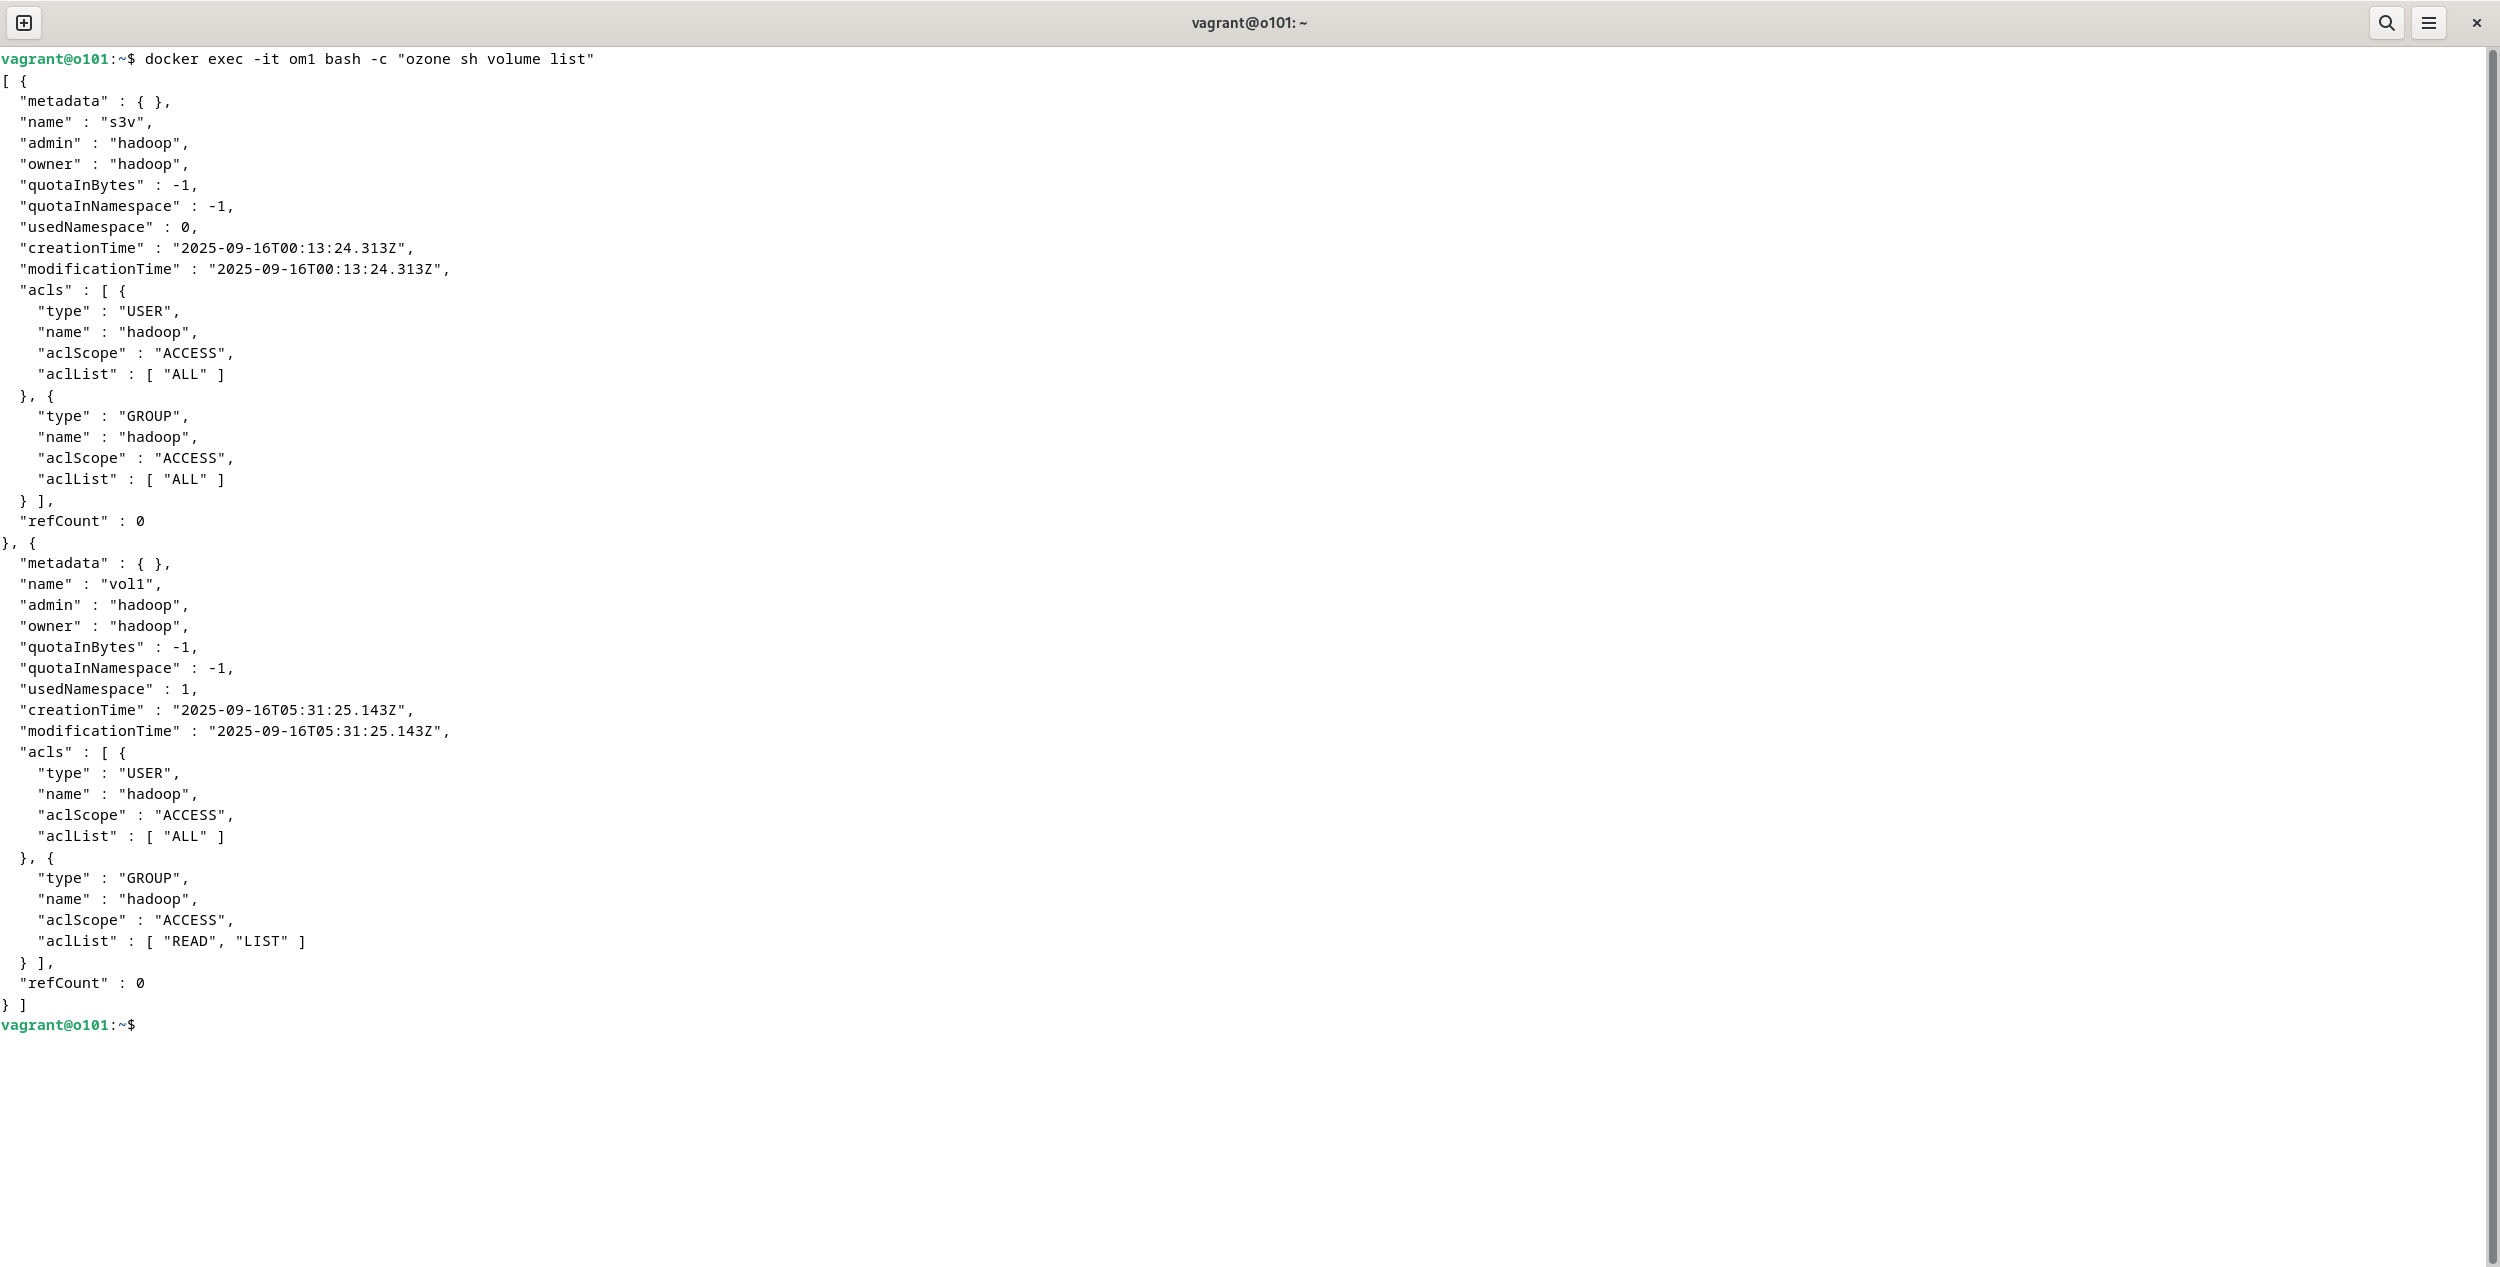 vagrant@o101: ~
vagrant@o101:~$ docker exec -it om1 bash -c "ozone sh volume list"
[ {
  "metadata" : { },
  "name" : "s3v",
  "admin" : "hadoop",
  "owner" : "hadoop",
  "quotaInBytes" : -1,
  "quotaInNamespace" : -1,
  "usedNamespace" : 0,
  "creationTime" : "2025-09-16T00:13:24.313Z",
  "modificationTime" : "2025-09-16T00:13:24.313Z",
  "acls" : [ {
    "type" : "USER",
    "name" : "hadoop",
    "aclScope" : "ACCESS",
    "aclList" : [ "ALL" ]
  }, {
    "type" : "GROUP",
    "name" : "hadoop",
    "aclScope" : "ACCESS",
    "aclList" : [ "ALL" ]
  } ],
  "refCount" : 0
}, {
  "metadata" : { },
  "name" : "vol1",
  "admin" : "hadoop",
  "owner" : "hadoop",
  "quotaInBytes" : -1,
  "quotaInNamespace" : -1,
  "usedNamespace" : 1,
  "creationTime" : "2025-09-16T05:31:25.143Z",
  "modificationTime" : "2025-09-16T05:31:25.143Z",
  "acls" : [ {
    "type" : "USER",
    "name" : "hadoop",
    "aclScope" : "ACCESS",
    "aclList" : [ "ALL" ]
  }, {
    "type" : "GROUP",
    "name" : "hadoop",
    "aclScope" : "ACCESS",
    "aclList" : [ "READ", "LIST" ]
  } ],
  "refCount" : 0
} ]
vagrant@o101:~$